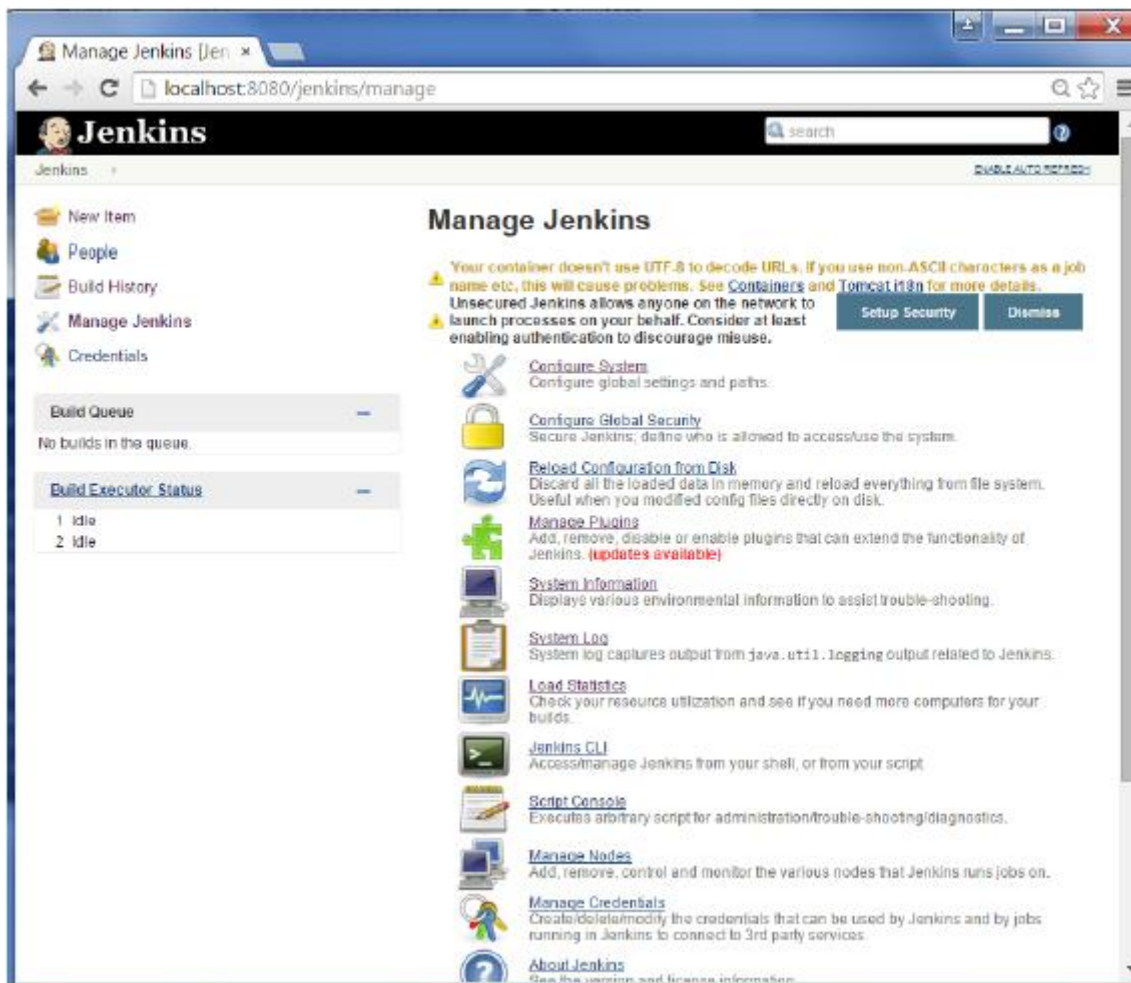 Manage Jenkins [Jen
localhost:8080/jenkins/manage
Jenkins
search
Jenkins
ENABLE AUTO REFRESH
New Item
People
Build History
Manage Jenkins
Credentials
Build Queue
No builds in the queue.
Build Executor Status
1 Idle
2 Idle
Manage Jenkins
Your container doesn't use UTF-8 to decode URLs. If you use non-ASCII characters as a job
name etc, this will cause problems. See Containers and Tomcat i18n for more details.
Unsecured Jenkins allows anyone on the network to
launch processes on your behalf. Consider at least
enabling authentication to discourage misuse.
Setup Security
Dismiss
Configure System
Configure global settings and paths.
Configure Global Security
Secure Jenkins; define who is allowed to access/use the system.
Reload Configuration from Disk
Discard all the loaded data in memory and reload everything from file system.
Useful when you modified config files directly on disk.
Manage Plugins
Add, remove, disable or enable plugins that can extend the functionality of
Jenkins. (updates available)
System Information
Displays various environmental information to assist trouble-shooting.
System Log
System log captures output from java.util.logging output related to Jenkins.
Load Statistics
Check your resource utilization and see if you need more computers for your
builds.
Jenkins CLI
Access/manage Jenkins from your shell, or from your script
Script Console
Executes arbitrary script for administration/trouble-shooting/diagnostics.
Manage Nodes
Add, remove, control and monitor the various nodes that Jenkins runs jobs on.
Manage Credentials
Create/delete/modify the credentials that can be used by Jenkins and by jobs
running in Jenkins to connect to 3rd party services
About Jenkins
See the version and license information